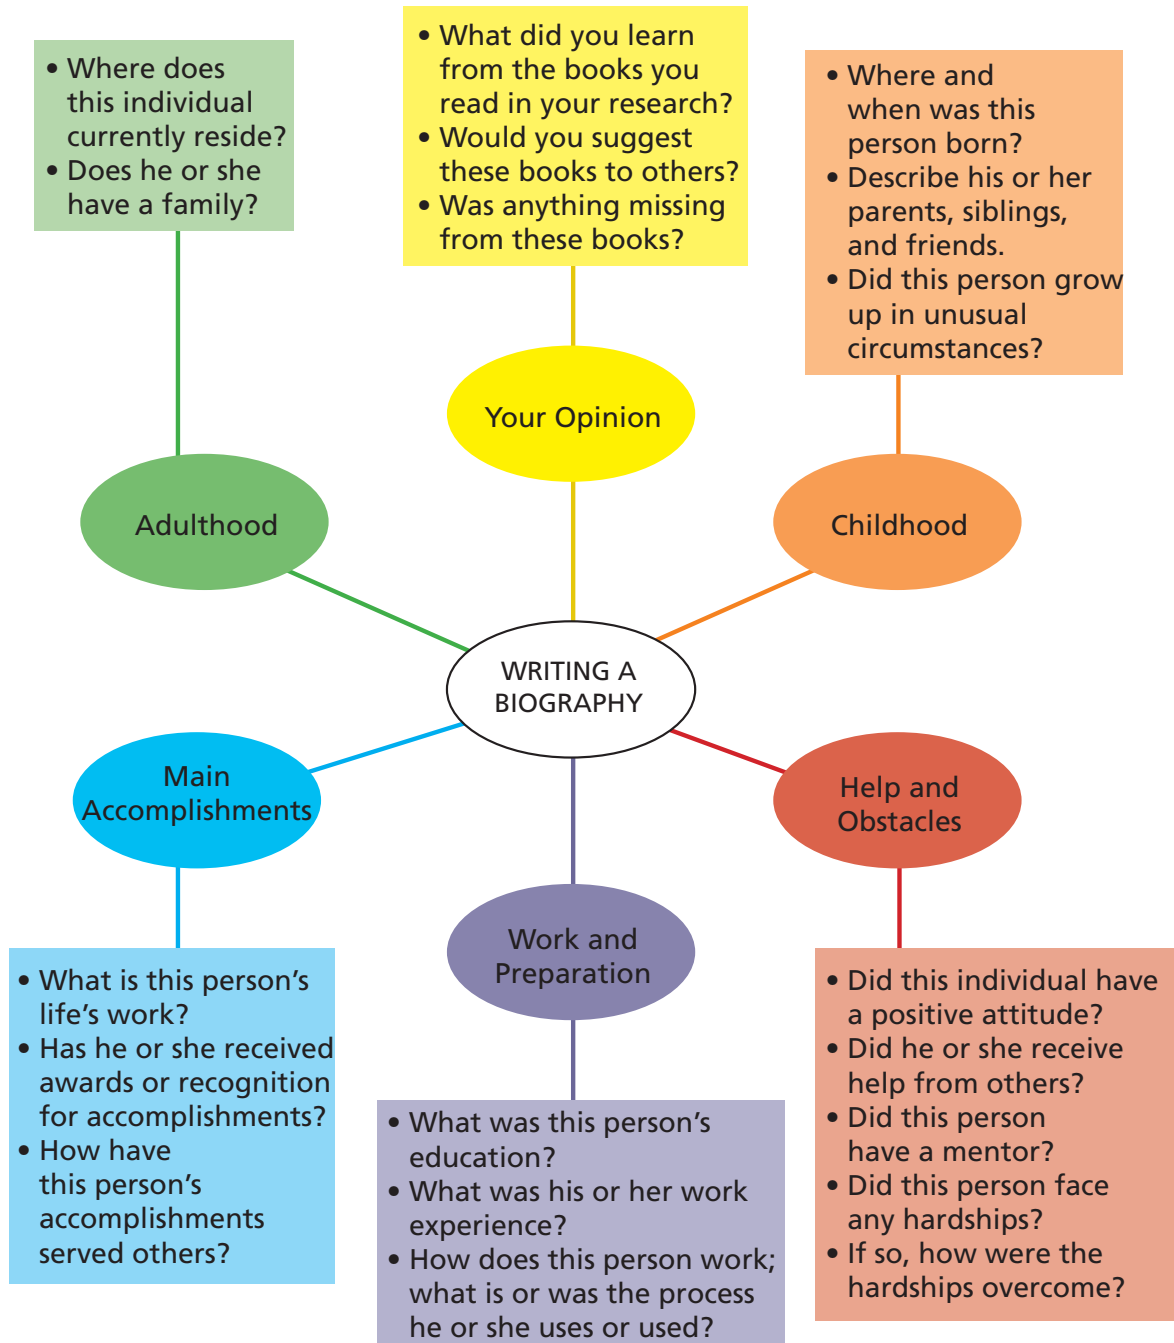 • Where does
this individual
currently reside?
• Does he or she
have a family?
• What did you learn
from the books you
read in your research?
• Would you suggest
these books to others?
• Was anything missing
from these books?
• Where and
when was this
person born?
• Describe his or her
parents, siblings,
and friends.
• Did this person grow
up in unusual
circumstances?
Adulthood
Your Opinion
Childhood
WRITING A
BIOGRAPHY
Main
Accomplishments
Work and
Preparation
Help and
Obstacles
• What is this person’s
life’s work?
• Has he or she received
awards or recognition
for accomplishments?
• How have
this person’s
accomplishments
served others?
• What was this person’s
education?
• What was his or her work
experience?
• How does this person work;
what is or was the process
he or she uses or used?
• Did this individual have
a positive attitude?
• Did he or she receive
help from others?
• Did this person
have a mentor?
• Did this person face
any hardships?
• If so, how were the
hardships overcome?